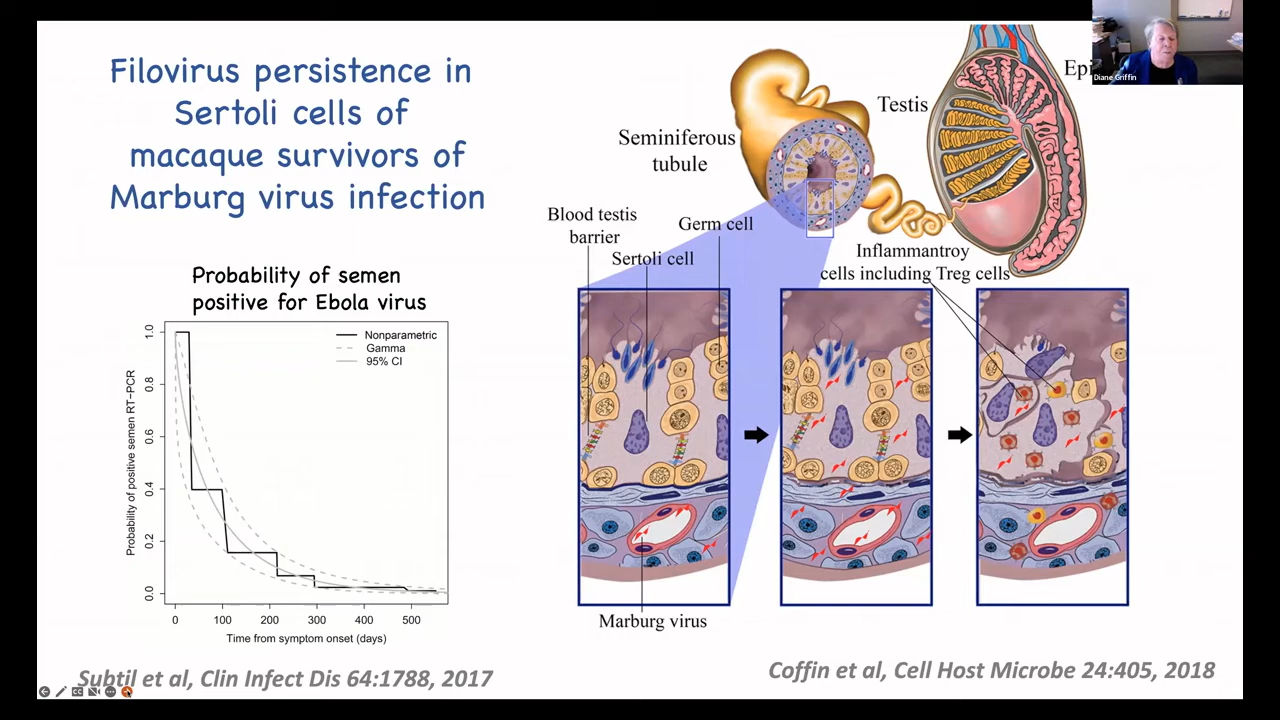 Filovirus persistence in
Sertoli cells of
macaque survivors of
Marburg virus infection
Probability of semen
positive for Ebola virus
Nonparametric
Gamma
95% CI
Probability of positive semen RT-PCR
1.0
0.8
0.6
0.4
0.2
0.0
0 100 200 300 400 500
Time from symptom onset (days)
Subtil et al, Clin Infect Dis 64:1788, 2017
Seminiferous
tubule
Testis
Blood testis
barrier
Germ cell
Sertoli cell
Inflammantroy
cells including Treg cells
Marburg virus
Coffin et al, Cell Host Microbe 24:405, 2018
Diane Griffin